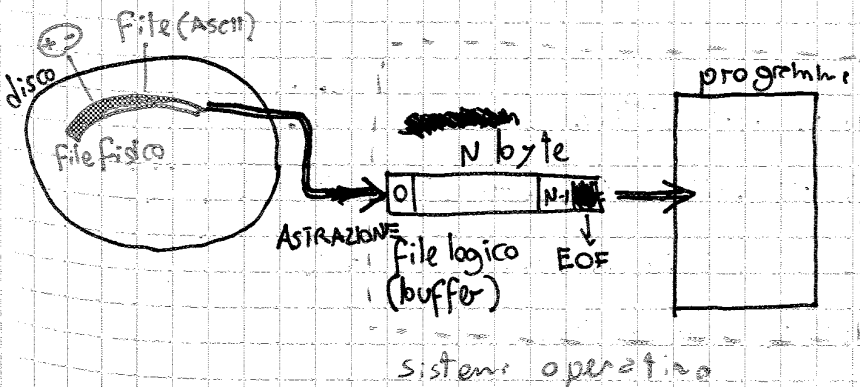 + -
File (Ascii)
disco
File fisico
ASTRAZIONE
N byte
0
N-1
File logico
(buffer)
EOF
programma
sistema operativo